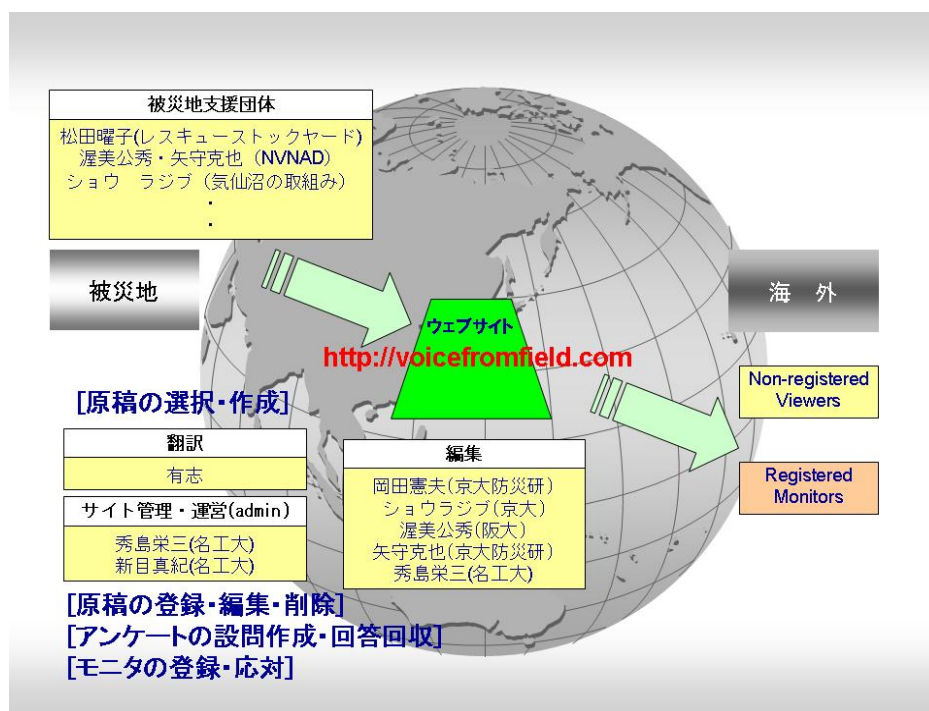 被災地支援団体
松田曜子(レスキューストックヤード)
渥美公秀・矢守克也（NVNAD）
ショウ　ラジブ（気仙沼の取組み）
・
・
被災地
海　外
ウェブサイト
http://voicefromfield.com
Non-registered
Viewers
Registered
Monitors
[原稿の選択・作成]
翻訳
有志
サイト管理・運営(admin)
秀島栄三(名工大)
新目真紀(名工大)
編集
岡田憲夫(京大防災研)
ショウラジブ(京大)
渥美公秀(阪大)
矢守克也(京大防災研)
秀島栄三(名工大)
[原稿の登録・編集・削除]
[アンケートの設問作成・回答回収]
[モニタの登録・応対]